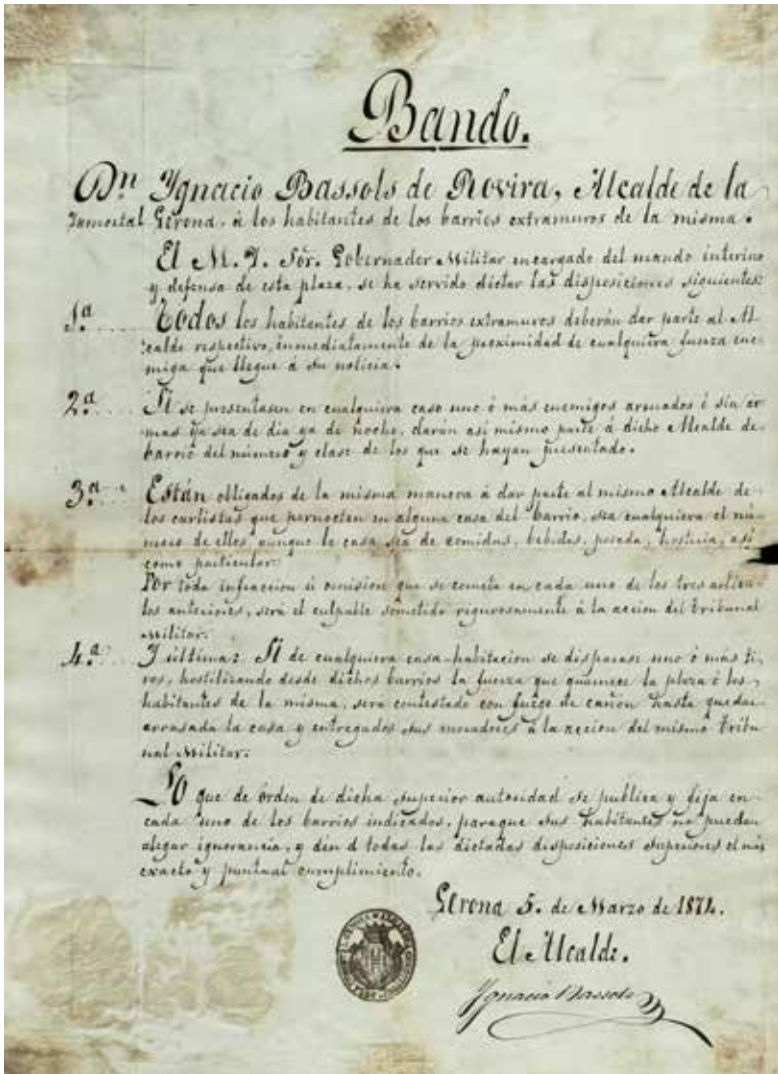 Bando.
Dn Ygnacio Bassols de Rovira, Alcalde de la
Inmortal Gerona, á los habitantes de los barrios extramuros de la misma.
El M. I. Sör. Gobernador Militar encargado del mando interino
y defensa de esta plaza, se ha servido dictar las disposiciones siguientes:
1ª.... Todos los habitantes de los barrios extramuros deberán dar parte al Al-
calde respectivo, inmediatamente de la proximidad de cualquiera fuerza ene-
miga que llegue á su noticia.
2ª.... Si se presentasen en cualquiera caso uno ó más enemigos armados ó sin ar-
mas ya sea de dia ya de noche, darán asi mismo parte á dicho Alcalde de
barrio del número y clase de los que se hayan presentado.
3ª.... Están obligados de la misma manera á dar parte al mismo Alcalde de
los carlistas que pernocten en alguna casa del barrio, sea cualquiera el nú-
mero de ellos aunque la casa sea de comidas, bebidas, posada, hosteria, asi
como particular:
Por toda infraccion ú omision que se cometa en cada uno de los tres articu-
los anteriores, será el culpable sometido rigurosamente á la accion del tribunal
Militar.
4ª.... Y última: Si de cualquiera casa-habitacion se disparase uno ó más ti-
ros, hostilizando desde dichos barrios la fuerza que guarnece la plaza ó los
habitantes de la misma, será contestado con fuego de cañon hasta quedar
arrasada la casa y entregados sus moradores á la accion del mismo Tribu-
nal Militar.
Lo que de órden de dicha superior autoridad se publica y fija en
cada uno de los barrios indicados, paraque sus habitantes no puedan
alegar ignorancia, y dén á todas las dictadas disposiciones superiores el más
exacto y puntual cumplimiento.
Gerona 5. de Marzo de 1874.
El Alcalde.
Ygnacio Bassols